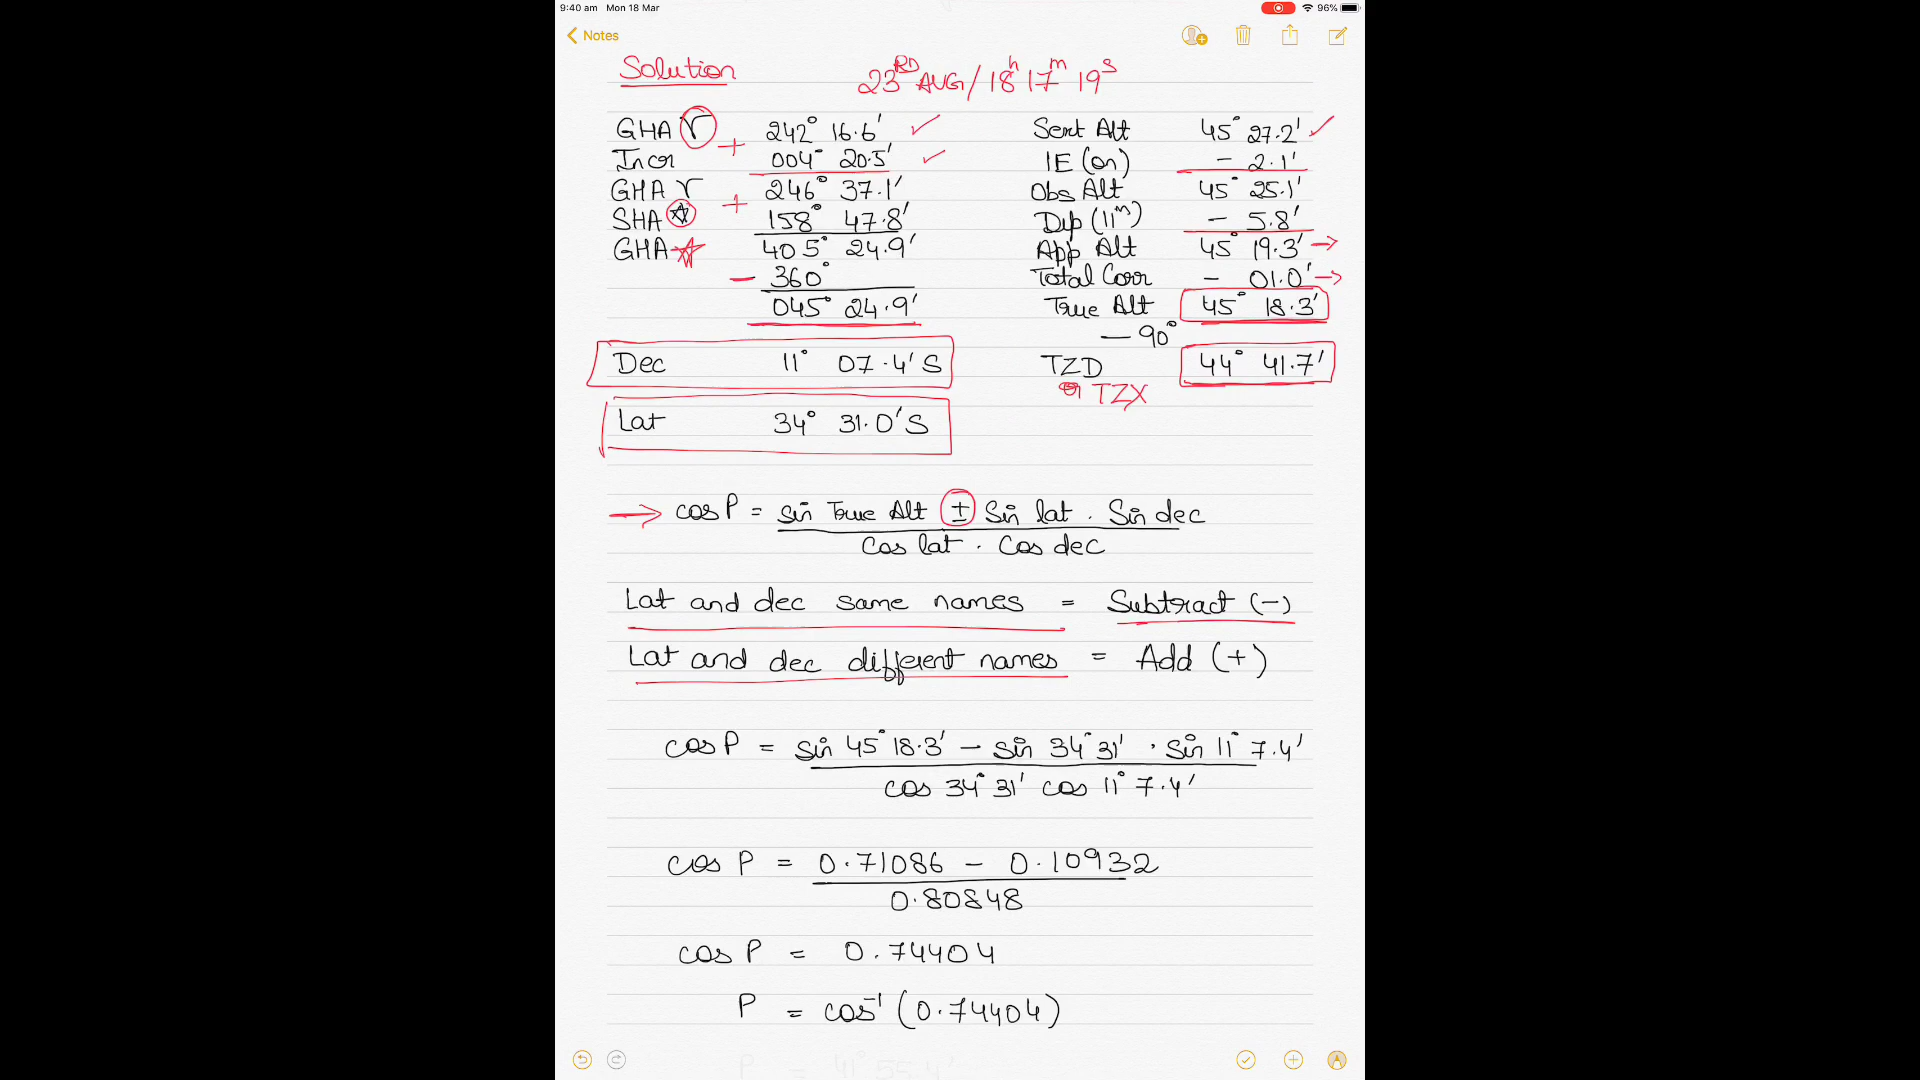 9:40 am Mon 18 Mar 96%
Notes
Solution 23RD AUG/18h 17m 19s
GHA ♈ + 242° 16.6' ✓ Sext Alt 45° 27.2' ✓
Incr 004° 20.5' ✓ IE (on) - 2.1'
GHA ♈ + 246° 37.1' Obs Alt 45° 25.1'
SHA ☆ 158° 47.8' Dip (11m) - 5.8'
GHA ☆ 405° 24.9' App Alt 45° 19.3' →
- 360° Total Corr - 01.0' →
045° 24.9' True Alt 45° 18.3'
- 90°
Dec 11° 07.4' S TZD 44° 41.7'
or TZX
Lat 34° 31.0' S
→ cos P = sin True Alt ± Sin lat . Sin dec
Cos lat . Cos dec
Lat and dec same names = Subtract (-)
Lat and dec different names = Add (+)
cos P = sin 45° 18.3' - sin 34° 31' . sin 11° 7.4'
cos 34° 31' cos 11° 7.4'
cos P = 0.71086 - 0.10932
0.80848
cos P = 0.74404
P = cos⁻¹ (0.74404)
P = 41° 55.4'